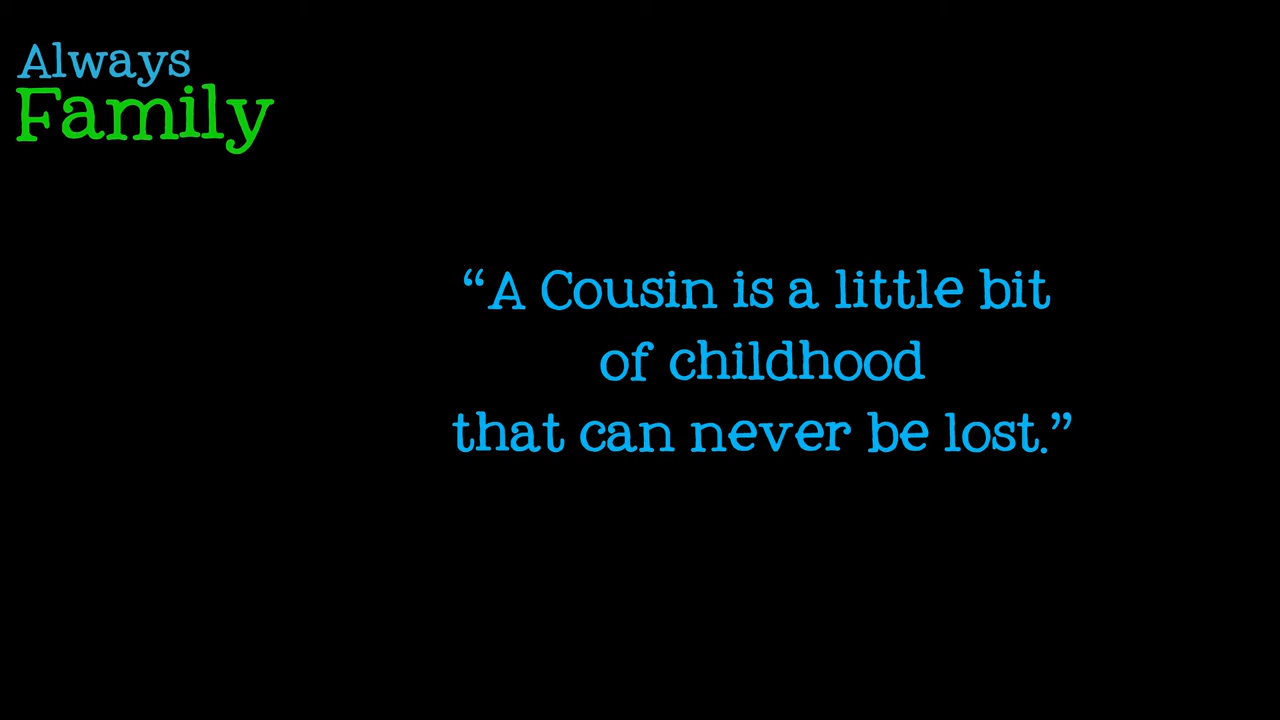 Always
Family
“A Cousin is a little bit
of childhood
that can never be lost.”